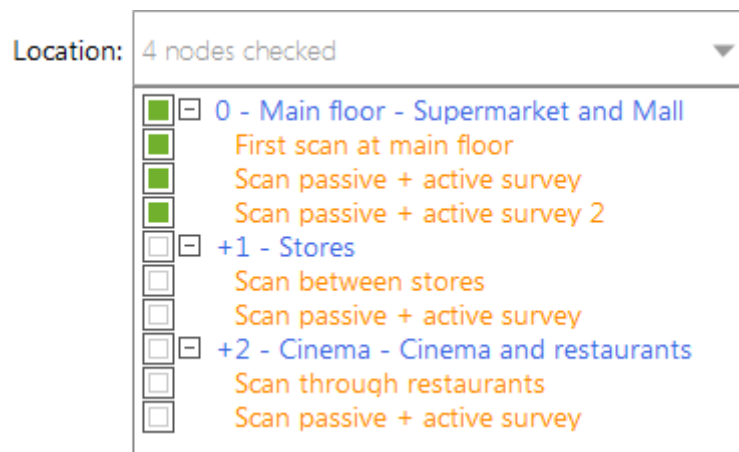 Location: 4 nodes checked
0 - Main floor - Supermarket and Mall
First scan at main floor
Scan passive + active survey
Scan passive + active survey 2
+1 - Stores
Scan between stores
Scan passive + active survey
+2 - Cinema - Cinema and restaurants
Scan through restaurants
Scan passive + active survey